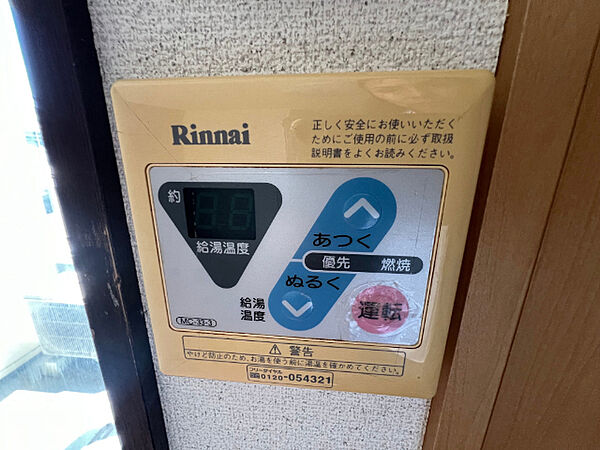 Rinnai
正しく安全にお使いいただく
ためにご使用の前に必ず取扱
説明書をよくお読みください。
約
給湯温度
あつく
優先 燃焼
ぬるく
給湯
温度
運転
MC-33-3
⚠ 警告
やけど防止のため、お湯を使う前に湯温を確かめてください。
フリーダイヤル
0120-054321